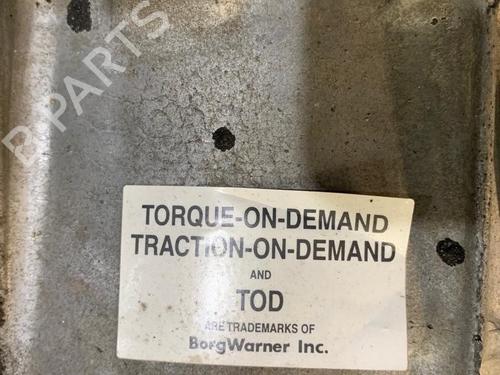 B PARTS
TORQUE-ON-DEMAND
TRACTION-ON-DEMAND
AND
TOD
ARE TRADEMARKS OF
BorgWarner Inc.